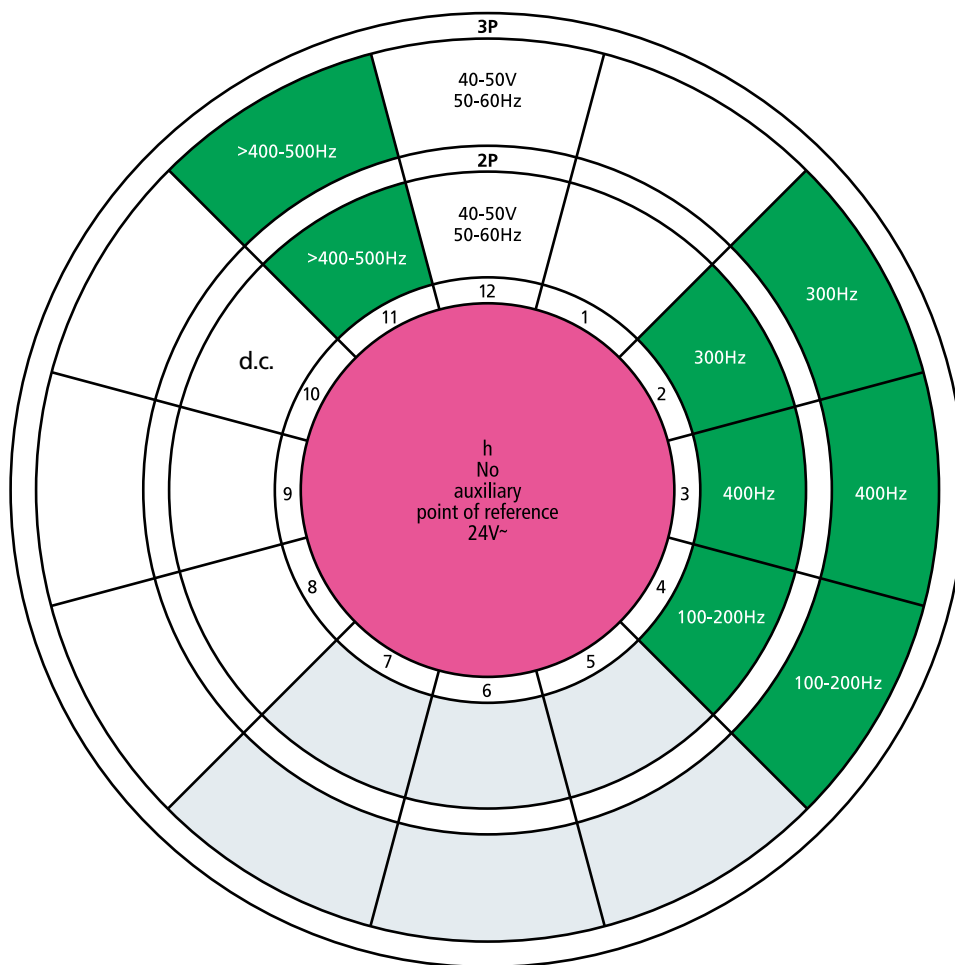 3P
40-50V
50-60Hz
>400-500Hz
2P
40-50V
50-60Hz
>400-500Hz
300Hz
12
11
1
d.c.
300Hz
10
2
h
No
auxiliary
point of reference
24V~
9
3
400Hz
400Hz
8
4
100-200Hz
7
5
100-200Hz
6